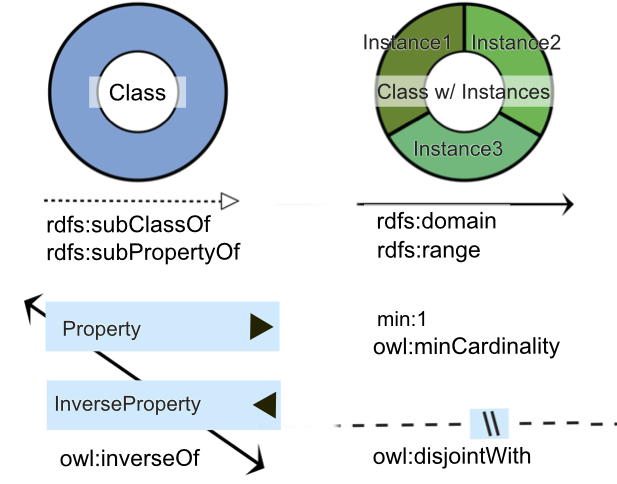 Class
Instance1
Instance2
Class w/ Instances
Instance3
rdfs:subClassOf
rdfs:subPropertyOf
rdfs:domain
rdfs:range
Property
min:1
owl:minCardinality
InverseProperty
owl:inverseOf
owl:disjointWith